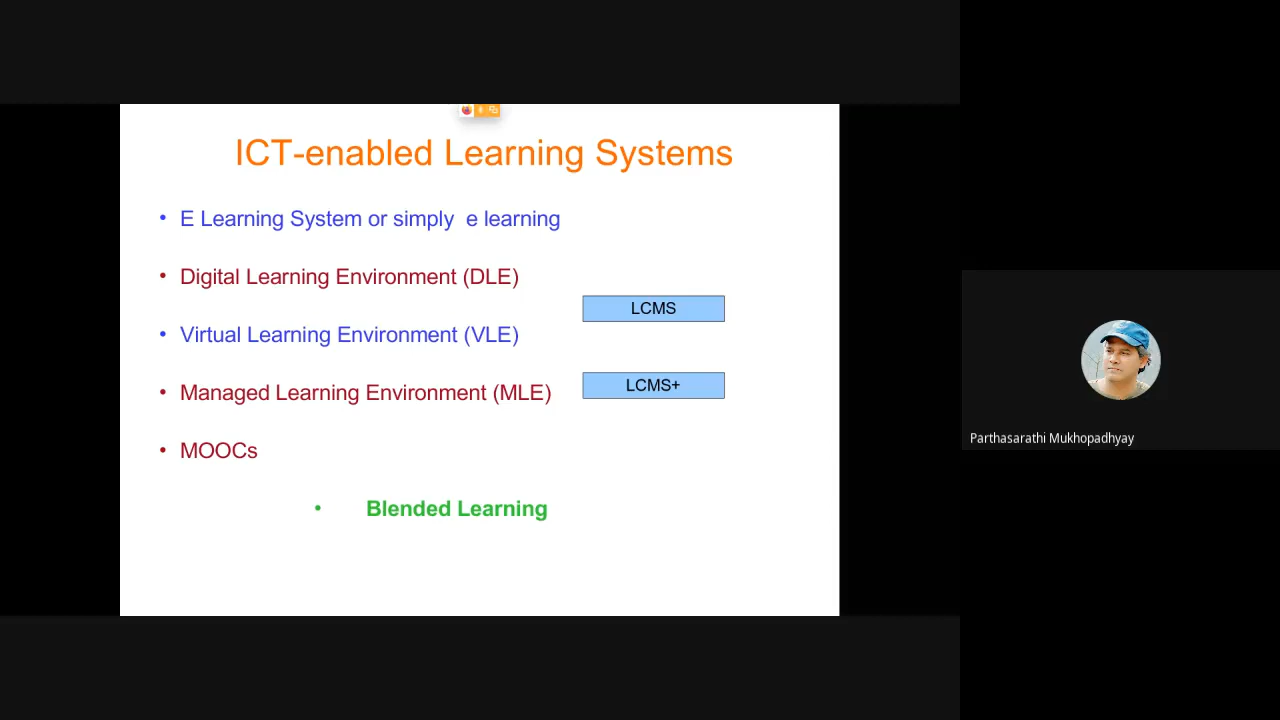 ICT-enabled Learning Systems
• E Learning System or simply e learning
• Digital Learning Environment (DLE)
LCMS
• Virtual Learning Environment (VLE)
LCMS+
• Managed Learning Environment (MLE)
• MOOCs
• Blended Learning
Parthasarathi Mukhopadhyay